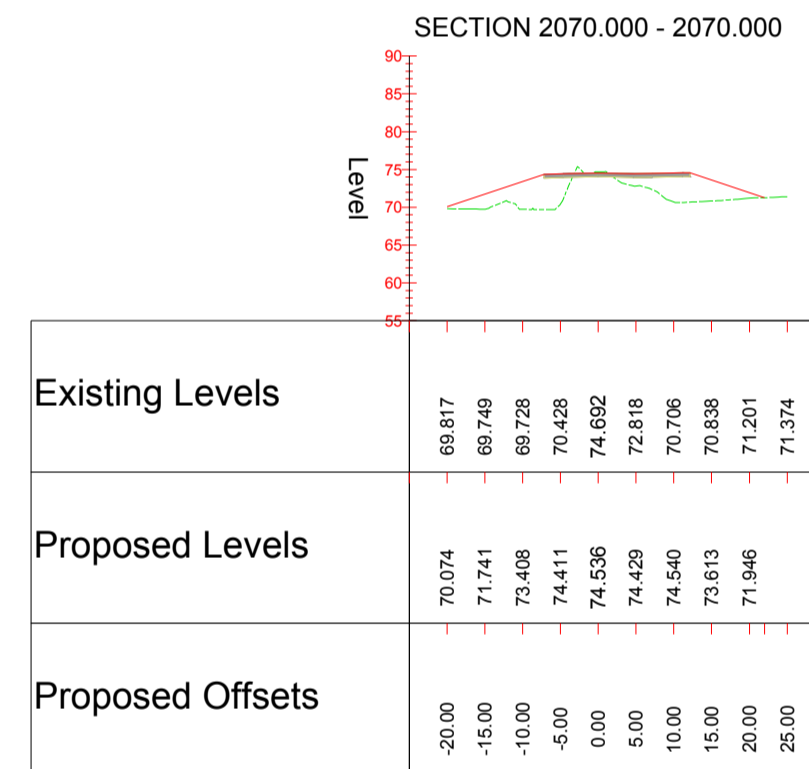 SECTION 2070.000 - 2070.000
90
85
80
75
70
65
60
55
Level
Existing Levels
69.817 69.749 69.728 70.428 74.692 72.818 70.706 70.838 71.201 71.374
Proposed Levels
70.074 71.741 73.408 74.411 74.536 74.429 74.540 73.613 71.946
Proposed Offsets
-20.00 -15.00 -10.00 -5.00 0.00 5.00 10.00 15.00 20.00 25.00